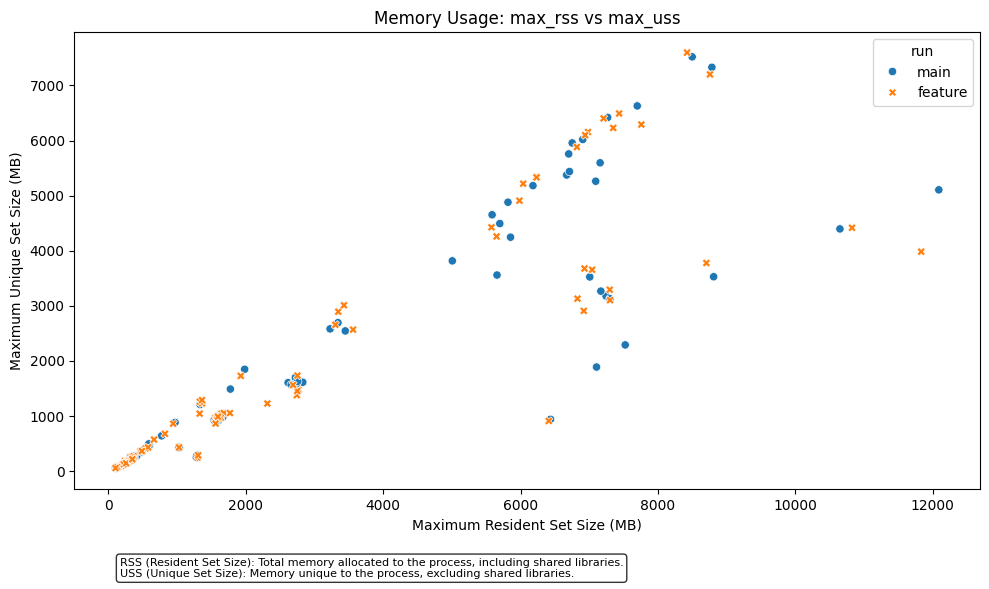 Memory Usage: max_rss vs max_uss
run
main
feature
7000
6000
5000
4000
3000
2000
1000
0
Maximum Unique Set Size (MB)
0 2000 4000 6000 8000 10000 12000
Maximum Resident Set Size (MB)
RSS (Resident Set Size): Total memory allocated to the process, including shared libraries.
USS (Unique Set Size): Memory unique to the process, excluding shared libraries.